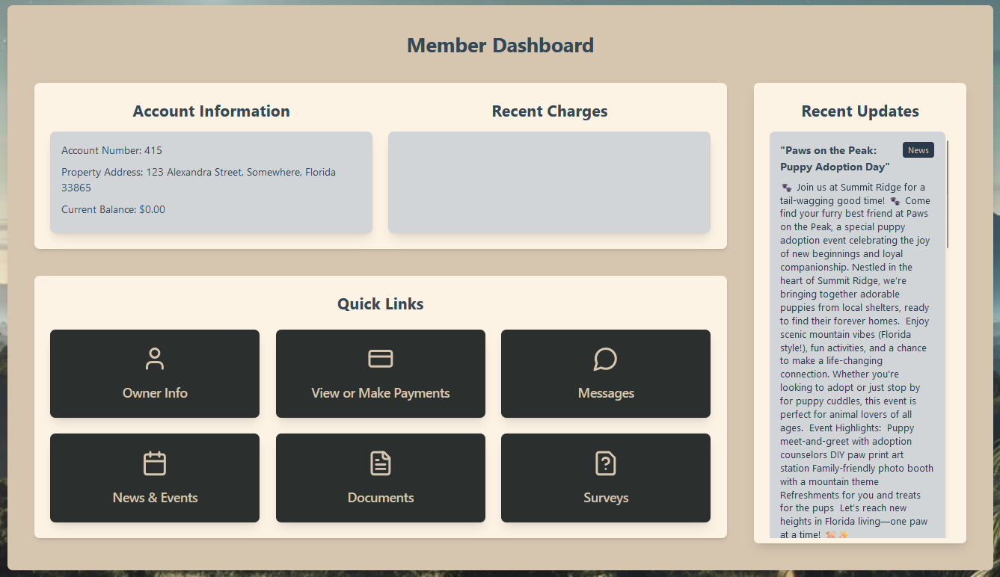 Member Dashboard
Account Information
Account Number: 415
Property Address: 123 Alexandra Street, Somewhere, Florida
33865
Current Balance: $0.00
Recent Charges
Quick Links
Owner Info
View or Make Payments
Messages
News & Events
Documents
Surveys
Recent Updates
"Paws on the Peak:
Puppy Adoption Day"
News
🐾 Join us at Summit Ridge for a
tail-wagging good time! 🐾 Come
find your furry best friend at Paws
on the Peak, a special puppy
adoption event celebrating the joy
of new beginnings and loyal
companionship. Nestled in the
heart of Summit Ridge, we're
bringing together adorable
puppies from local shelters, ready
to find their forever homes.  Enjoy
scenic mountain vibes (Florida
style!), fun activities, and a chance
to make a life-changing
connection. Whether you're
looking to adopt or just stop by
for puppy cuddles, this event is
perfect for animal lovers of all
ages.  Event Highlights:  Puppy
meet-and-greet with adoption
counselors DIY paw print art
station Family-friendly photo booth
with a mountain theme
Refreshments for you and treats
for the pups  Let's reach new
heights in Florida living—one paw
at a time! 🐕✨